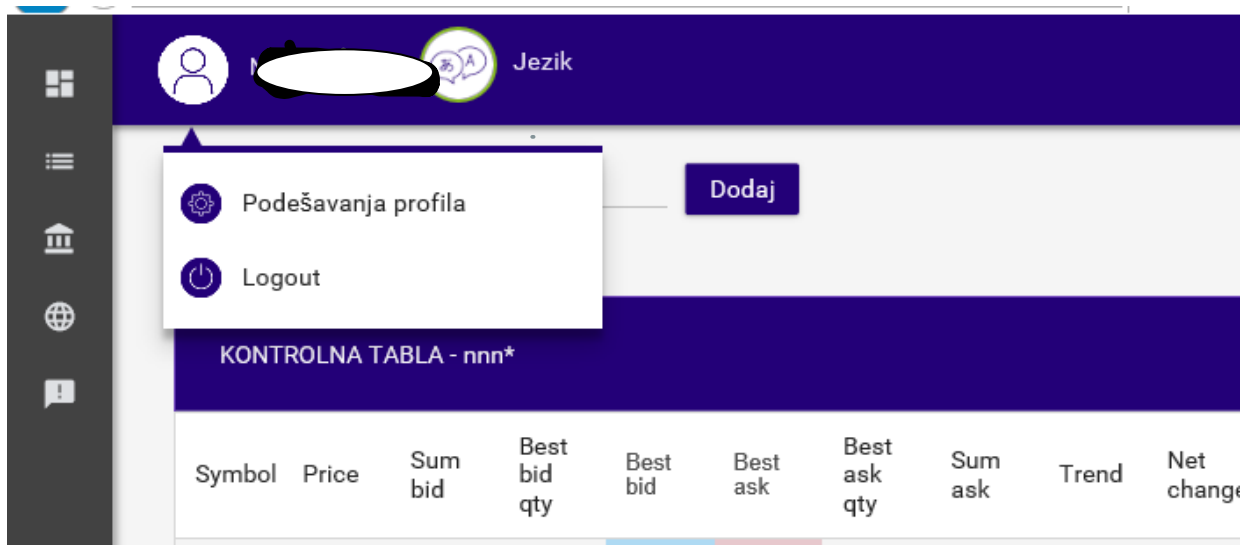 Jezik
Podešavanja profila
Dodaj
Logout
KONTROLNA TABLA - nnn*
Symbol
Price
Sum
bid
Best
bid
qty
Best
bid
Best
ask
Best
ask
qty
Sum
ask
Trend
Net
change